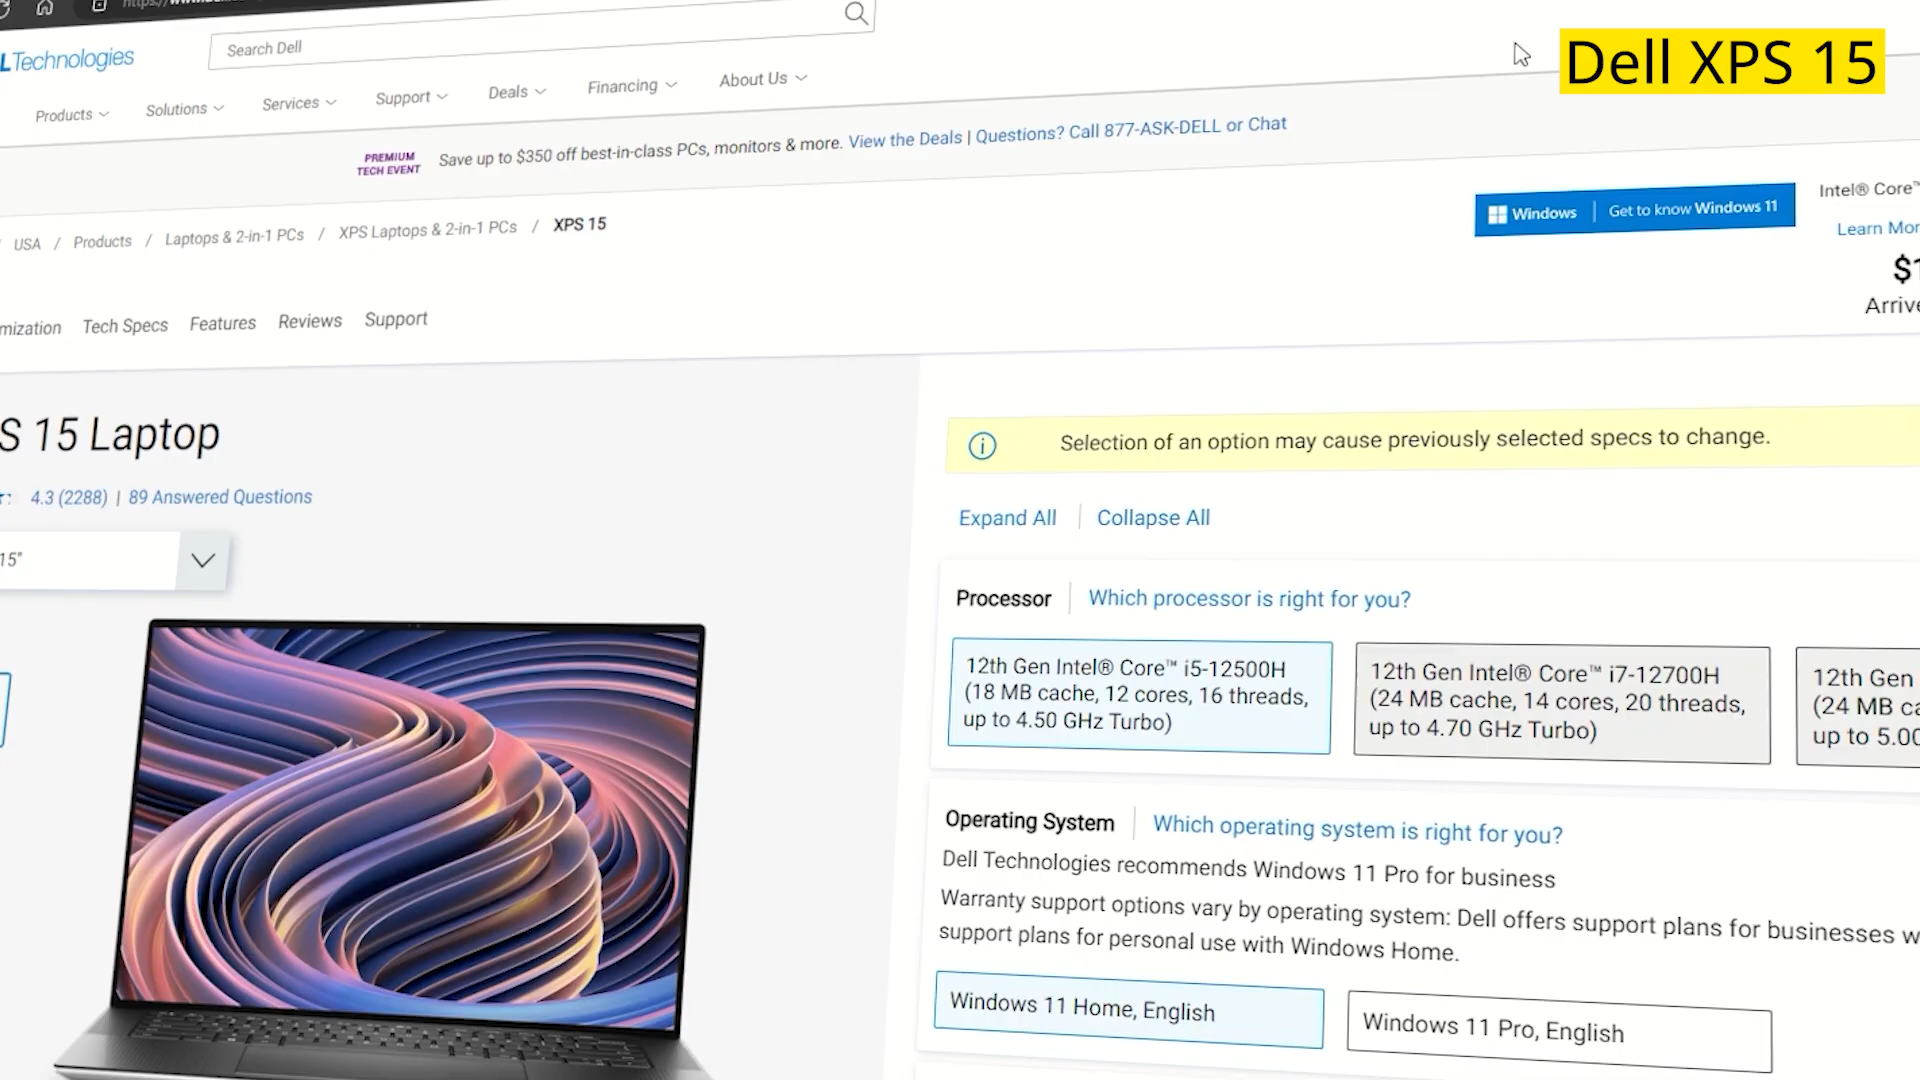 Dell XPS 15
Technologies
Search Dell
Products
Solutions
Services
Support
Deals
Financing
About Us
PREMIUM
TECH EVENT
Save up to $350 off best-in-class PCs, monitors & more. View the Deals | Questions? Call 877-ASK-DELL or Chat
USA / Products / Laptops & 2-in-1 PCs / XPS Laptops & 2-in-1 PCs / XPS 15
Windows | Get to know Windows 11
Intel® Core™
Learn Mor
$1
Arrive
mization
Tech Specs
Features
Reviews
Support
S 15 Laptop
4.3 (2288) | 89 Answered Questions
15"
Selection of an option may cause previously selected specs to change.
Expand All | Collapse All
Processor | Which processor is right for you?
12th Gen Intel® Core™ i5-12500H
(18 MB cache, 12 cores, 16 threads,
up to 4.50 GHz Turbo)
12th Gen Intel® Core™ i7-12700H
(24 MB cache, 14 cores, 20 threads,
up to 4.70 GHz Turbo)
12th Gen
(24 MB ca
up to 5.00
Operating System | Which operating system is right for you?
Dell Technologies recommends Windows 11 Pro for business
Warranty support options vary by operating system: Dell offers support plans for businesses w
support plans for personal use with Windows Home.
Windows 11 Home, English
Windows 11 Pro, English